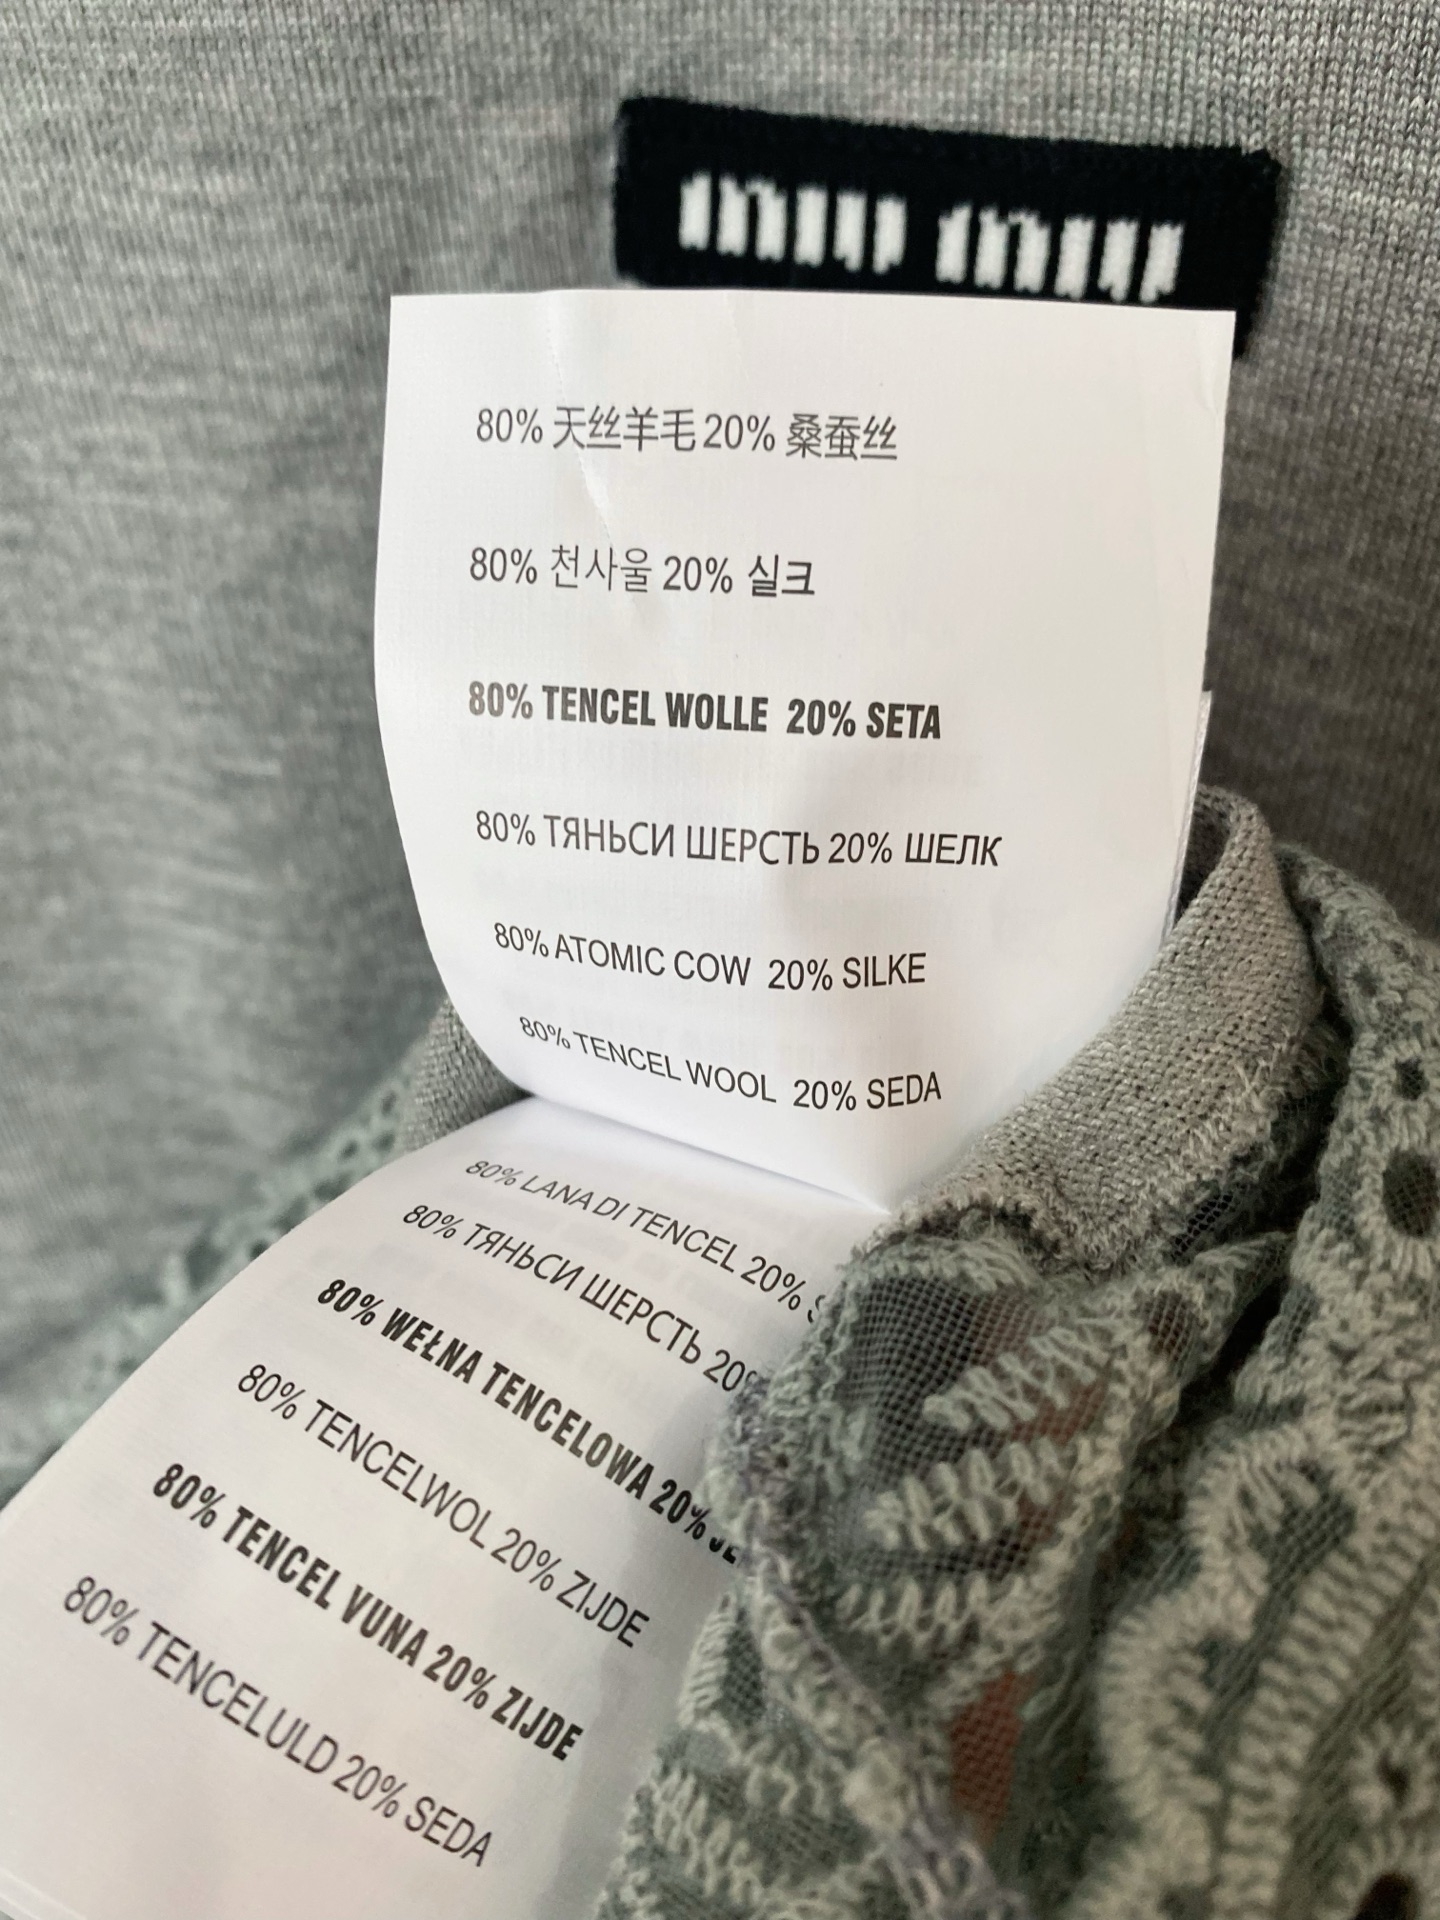 miu miu
80% 天丝羊毛 20% 桑蚕丝
80% 천사울 20% 실크
80% TENCEL WOLLE 20% SETA
80% ТЯНЬСИ ШЕРСТЬ 20% ШЕЛК
80% ATOMIC COW 20% SILKE
80% TENCEL WOOL 20% SEDA
80% LANA DI TENCEL 20%
80% ТЯНЬСИ ШЕРСТЬ 20%
80% WEŁNA TENCELOWA 20%
80% TENCELWOL 20% ZIJDE
80% TENCEL VUNA 20% ZIJDE
80% TENCELULD 20% SEDA